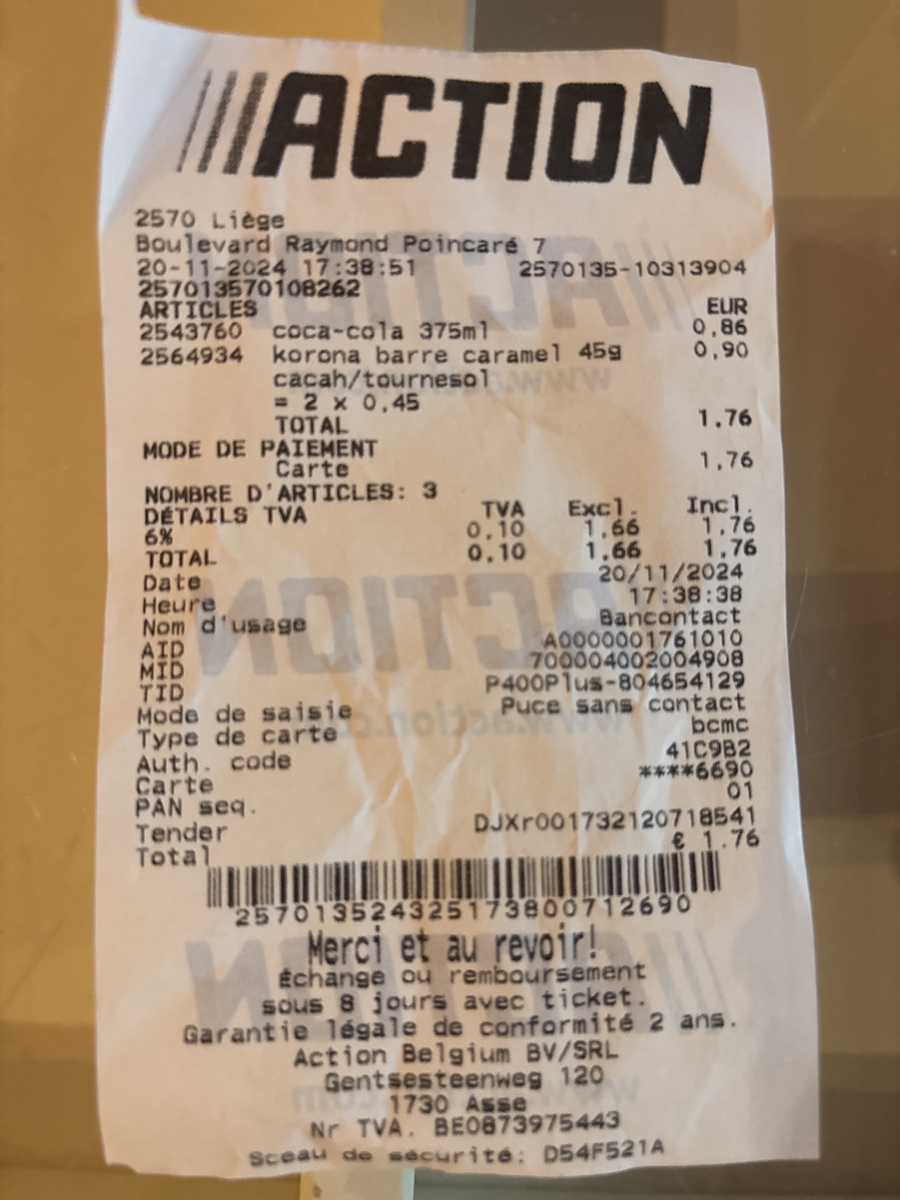 ACTION
2570 Liège
Boulevard Raymond Poincaré 7
20-11-2024 17:38:51 2570135-10313904
257013570108262
ARTICLES EUR
2543760 coca-cola 375ml 0,86
2564934 korona barre caramel 45g 0,90
cacah/tournesol
= 2 x 0,45
TOTAL 1,76
MODE DE PAIEMENT
Carte 1,76
NOMBRE D'ARTICLES: 3
DÉTAILS TVA TVA Excl. Incl.
6% 0,10 1,66 1,76
TOTAL 0,10 1,66 1,76
Date 20/11/2024
Heure 17:38:38
Nom d'usage Bancontact
AID A0000001761010
MID 700004002004908
TID P400Plus-804654129
Mode de saisie Puce sans contact
Type de carte bcmc
Auth. code 41C9B2
Carte ****6690
PAN seq. 01
Tender DJXr001732120718541
Total € 1.76
257013524325173800712690
Merci et au revoir!
Échange ou remboursement
sous 8 jours avec ticket.
Garantie légale de conformité 2 ans.
Action Belgium BV/SRL
Gentsesteenweg 120
1730 Asse
Nr TVA. BE0873975443
Sceau de sécurité: D54F521A